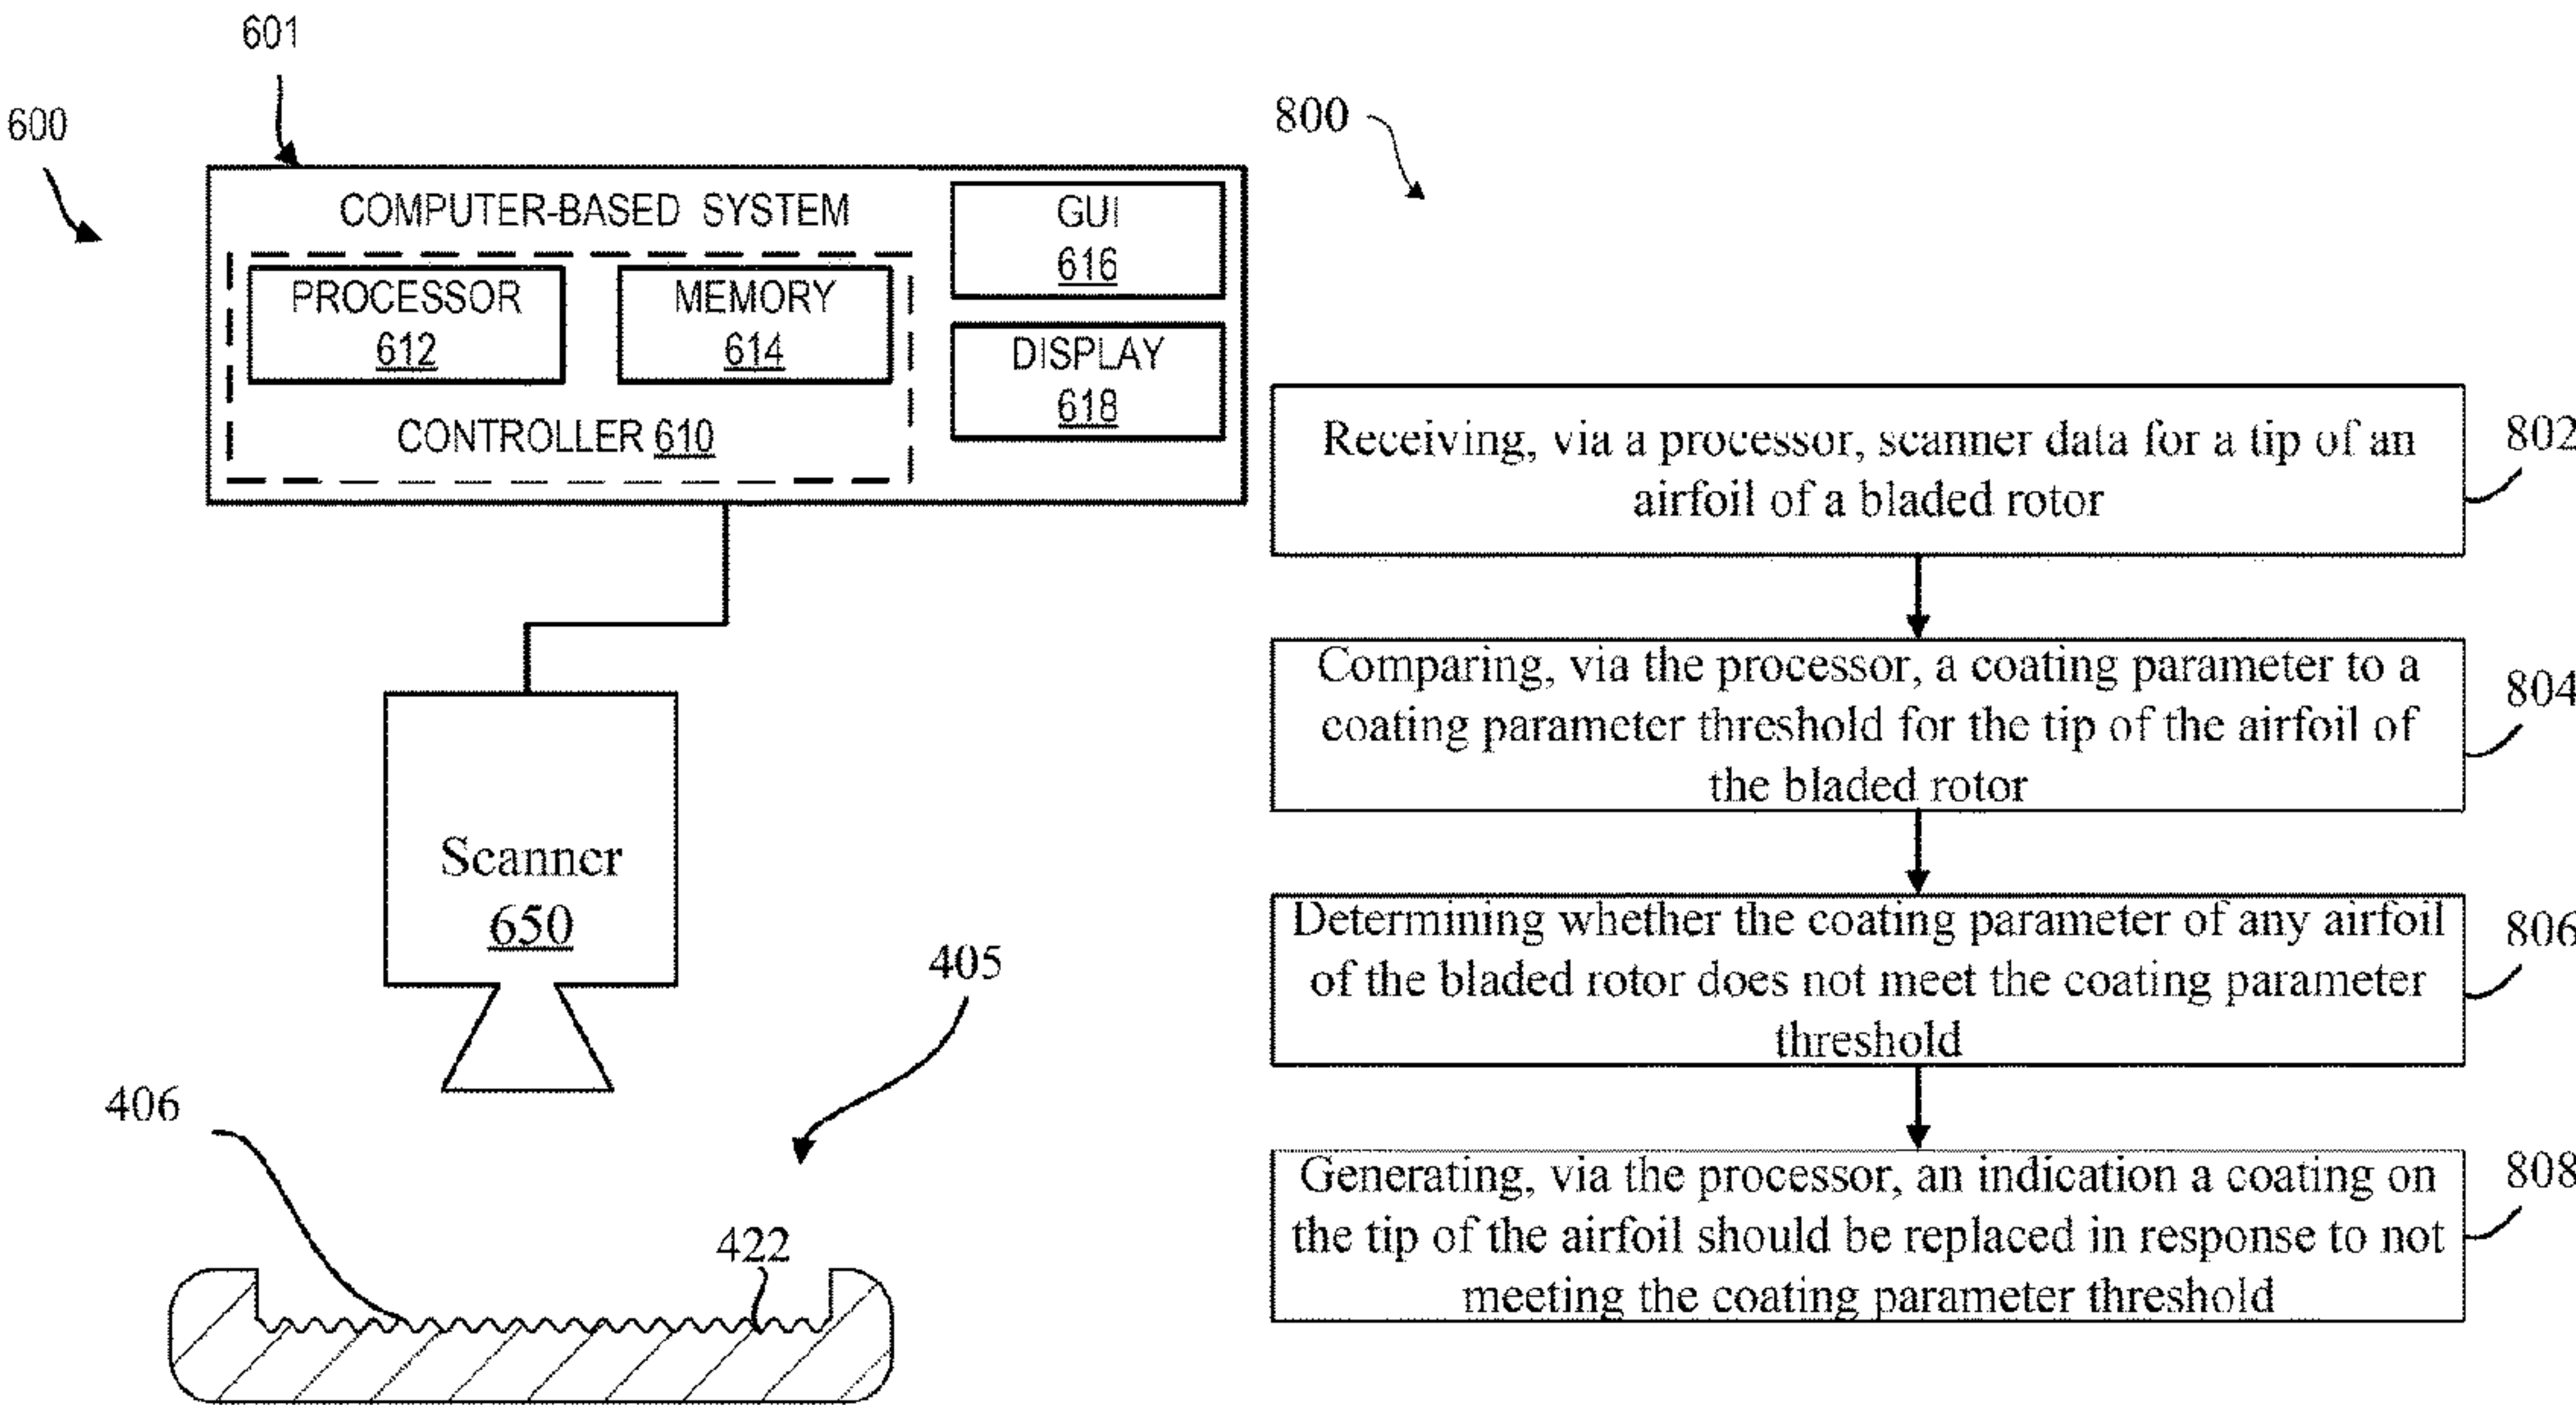 601
600
COMPUTER-BASED SYSTEM
PROCESSOR
612
MEMORY
614
CONTROLLER 610
GUI
616
DISPLAY
618
Scanner
650
405
406
422
800
Receiving, via a processor, scanner data for a tip of an
airfoil of a bladed rotor
802
Comparing, via the processor, a coating parameter to a
coating parameter threshold for the tip of the airfoil of
the bladed rotor
804
Determining whether the coating parameter of any airfoil
of the bladed rotor does not meet the coating parameter
threshold
806
Generating, via the processor, an indication a coating on
the tip of the airfoil should be replaced in response to not
meeting the coating parameter threshold
808